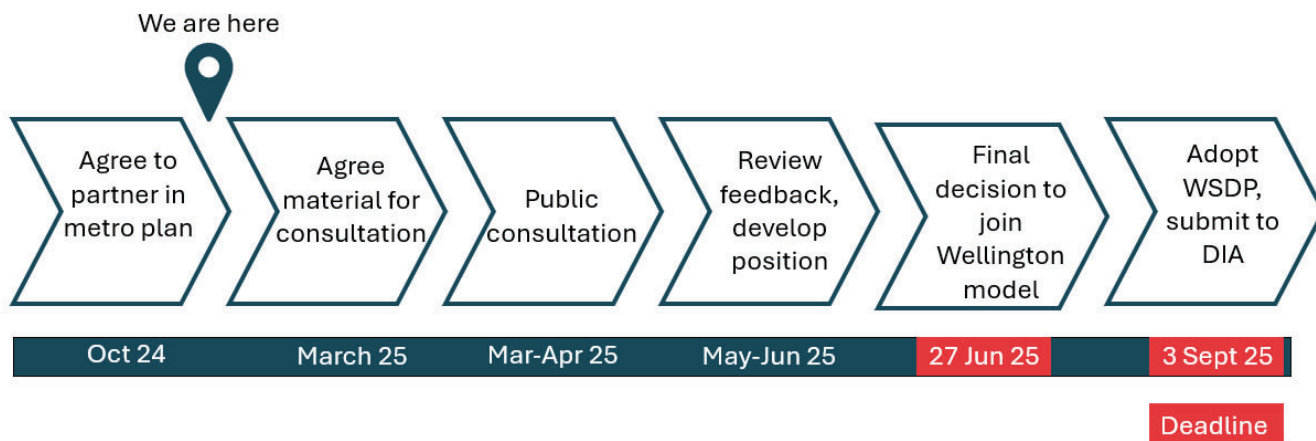 We are here
Agree to
partner in
metro plan
Agree
material for
consultation
Public
consultation
Review
feedback,
develop
position
Final
decision to
join
Wellington
model
Adopt
WSDP,
submit to
DIA
Oct 24
March 25
Mar-Apr 25
May-Jun 25
27 Jun 25
3 Sept 25
Deadline